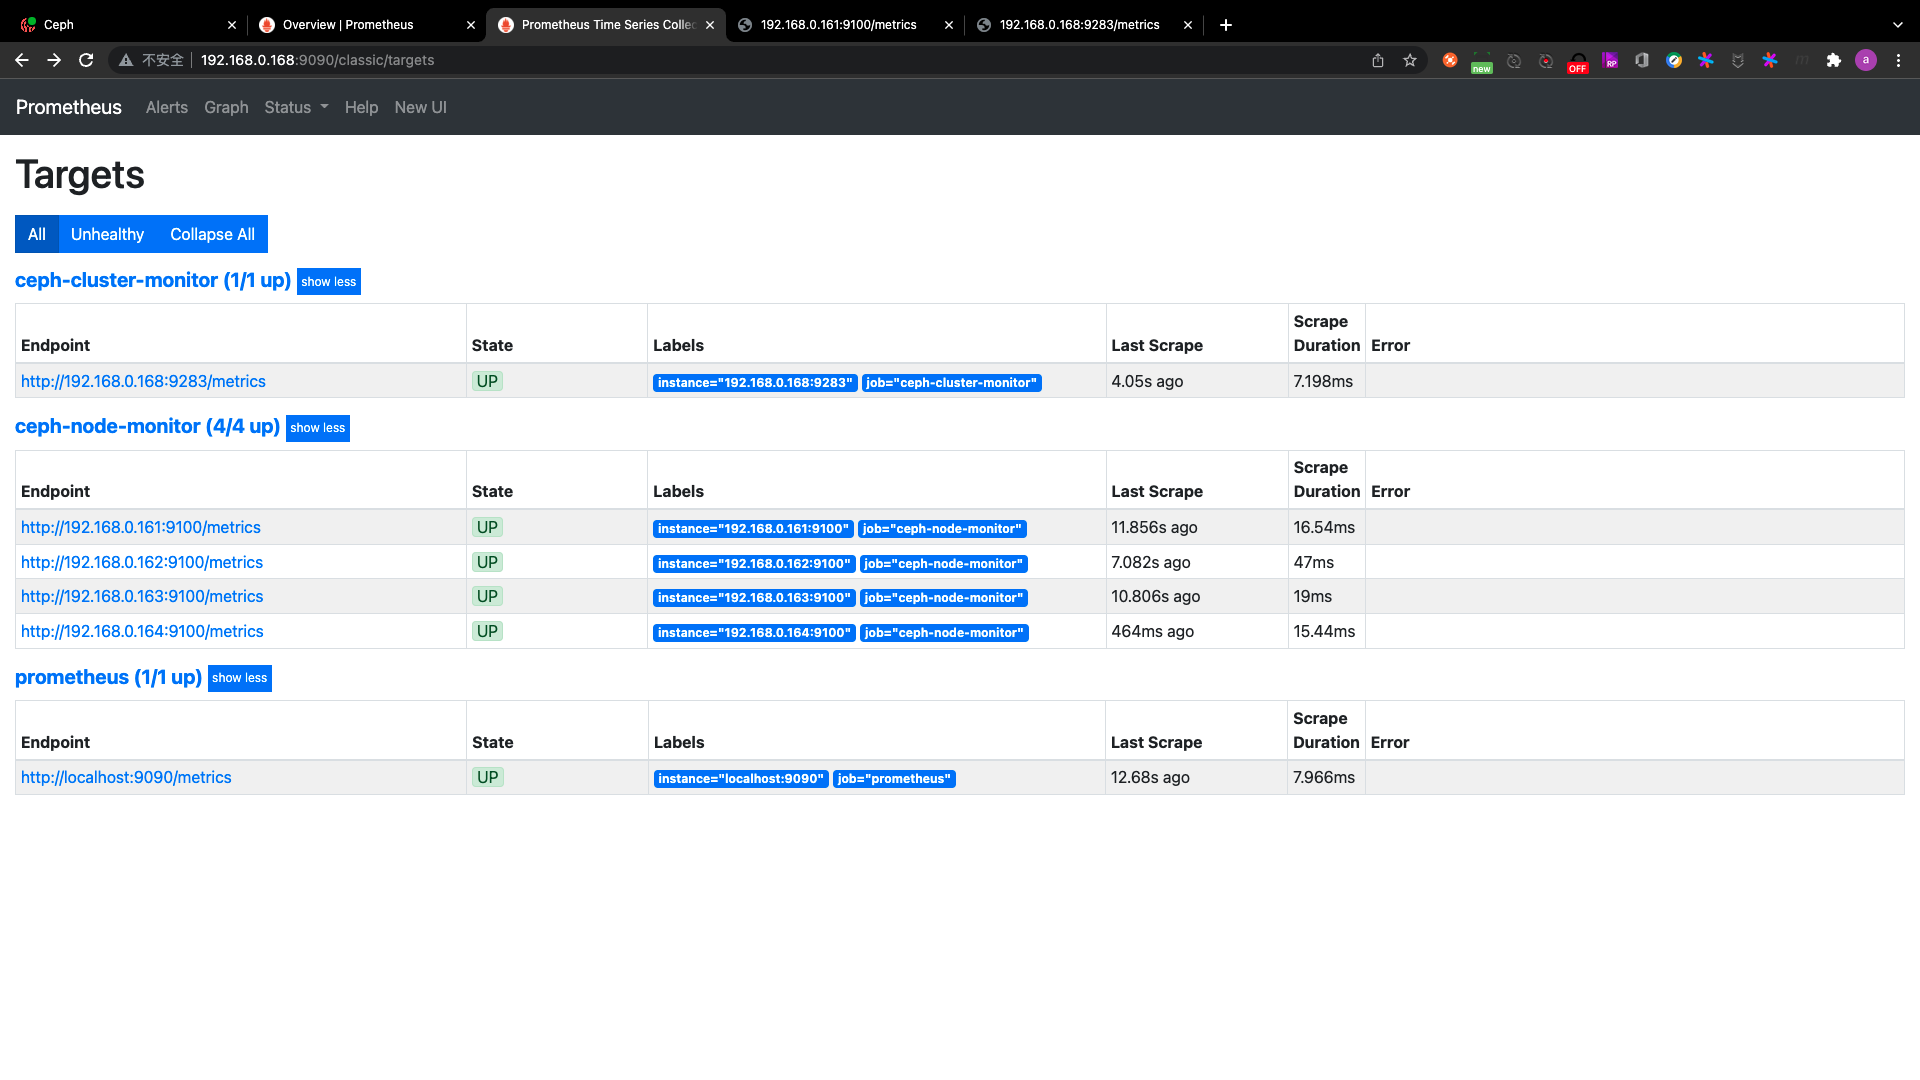 Ceph
Overview | Prometheus
Prometheus Time Series Collec
192.168.0.161:9100/metrics
192.168.0.168:9283/metrics
不安全
192.168.0.168:9090/classic/targets
new
OFF
RP
a
Prometheus Alerts Graph Status Help New UI
Targets
All Unhealthy Collapse All
ceph-cluster-monitor (1/1 up) show less
Endpoint State Labels Last Scrape Scrape Duration Error
http://192.168.0.168:9283/metrics UP instance="192.168.0.168:9283" job="ceph-cluster-monitor" 4.05s ago 7.198ms
ceph-node-monitor (4/4 up) show less
Endpoint State Labels Last Scrape Scrape Duration Error
http://192.168.0.161:9100/metrics UP instance="192.168.0.161:9100" job="ceph-node-monitor" 11.856s ago 16.54ms
http://192.168.0.162:9100/metrics UP instance="192.168.0.162:9100" job="ceph-node-monitor" 7.082s ago 47ms
http://192.168.0.163:9100/metrics UP instance="192.168.0.163:9100" job="ceph-node-monitor" 10.806s ago 19ms
http://192.168.0.164:9100/metrics UP instance="192.168.0.164:9100" job="ceph-node-monitor" 464ms ago 15.44ms
prometheus (1/1 up) show less
Endpoint State Labels Last Scrape Scrape Duration Error
http://localhost:9090/metrics UP instance="localhost:9090" job="prometheus" 12.68s ago 7.966ms